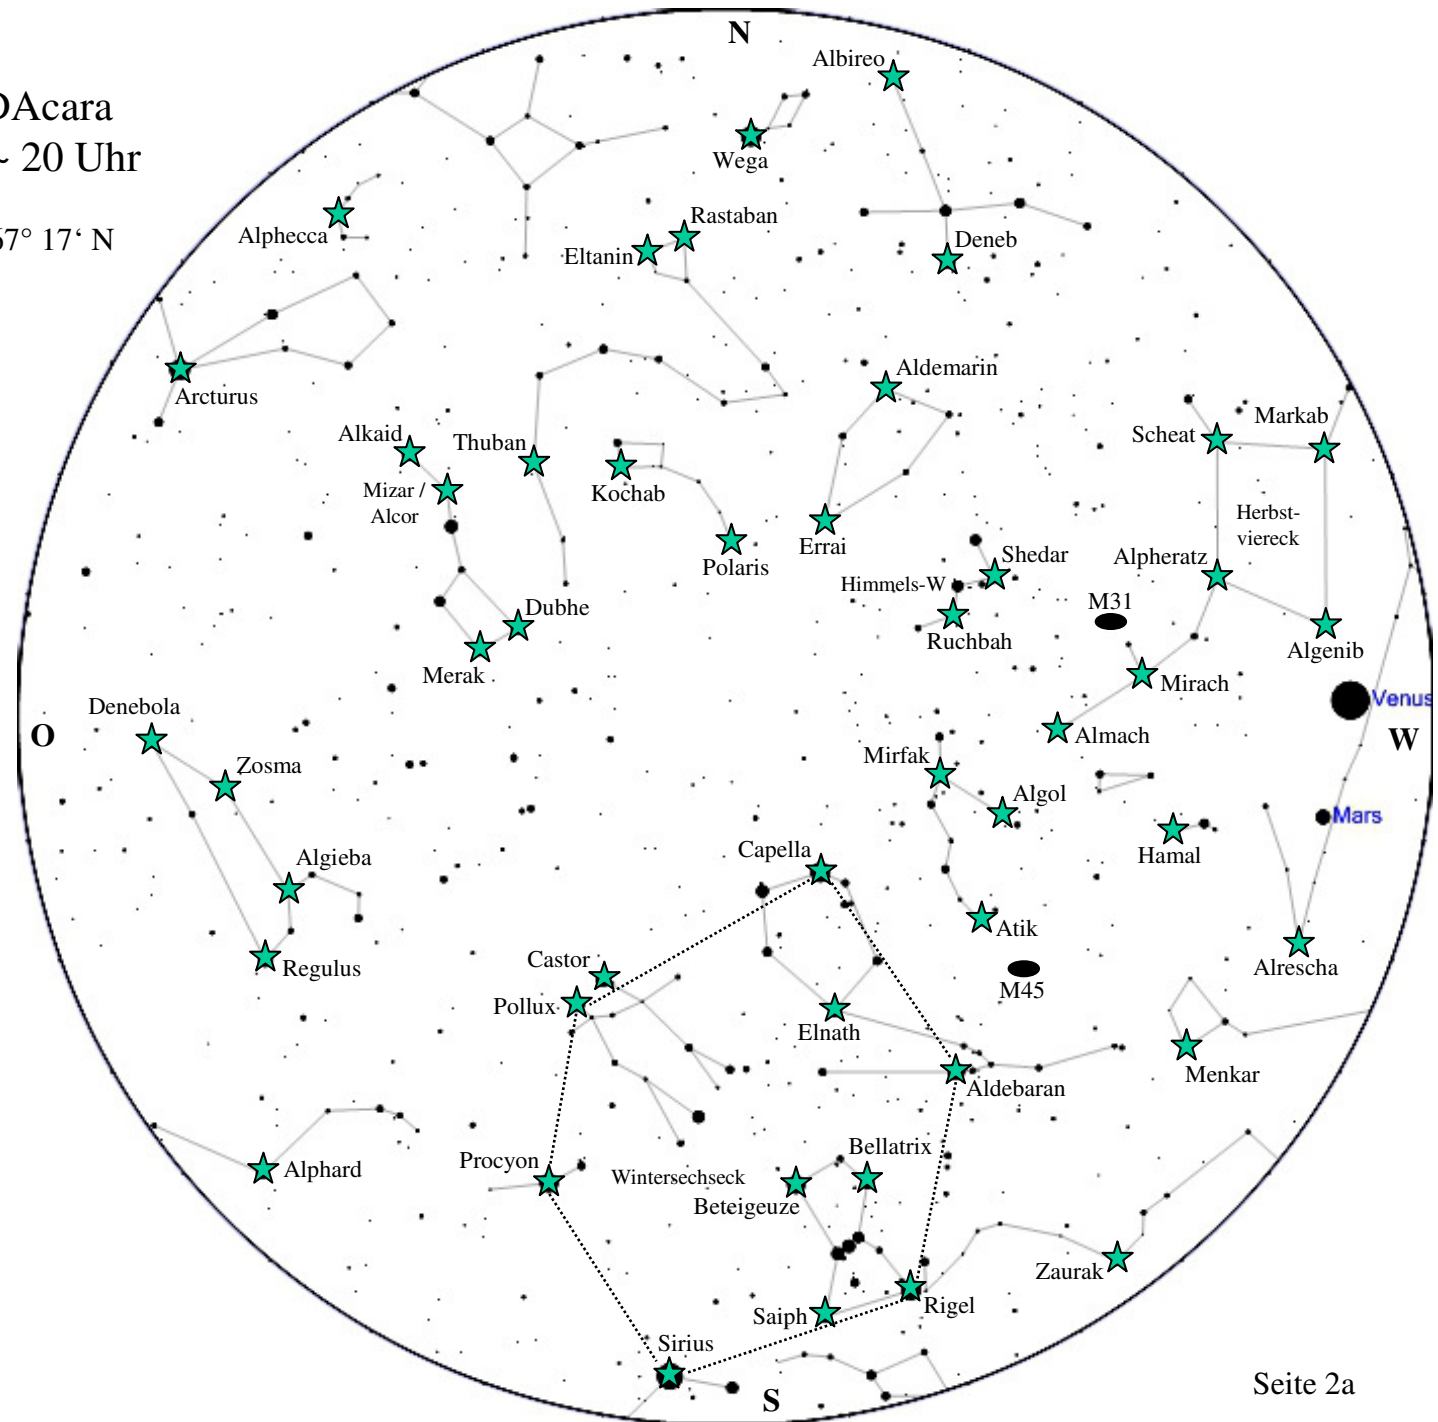 N
Albireo
Acara
~ 20 Uhr
Wega
Rastaban
Alphecca
67° 17‘ N
Eltanin
Deneb
Aldemarin
Arcturus
Markab
Alkaid
Thuban
Scheat
Mizar /
Alcor
Kochab
Herbst-
viereck
Errai
Polaris
Shedar
Alpheratz
Himmels-W
M31
Dubhe
Ruchbah
Algenib
Merak
Mirach
Venus
Denebola
O
Almach
W
Mirfak
Zosma
Algol
Mars
Capella
Hamal
Algieba
Atik
Castor
Regulus
Alrescha
M45
Pollux
Elnath
Menkar
Aldebaran
Bellatrix
Procyon
Alphard
Wintersechseck
Beteigeuze
Zaurak
Rigel
Saiph
Sirius
Seite 2a
S